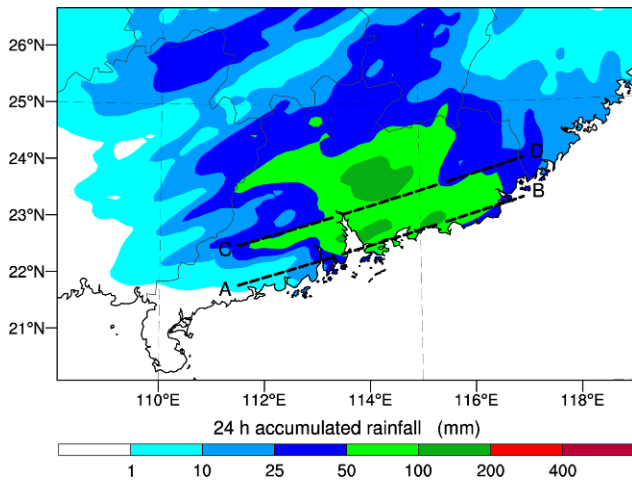 26°N
25°N
24°N
23°N
22°N
21°N
D
B
C
A
110°E 112°E 114°E 116°E 118°E
24 h accumulated rainfall (mm)
1 10 25 50 100 200 400